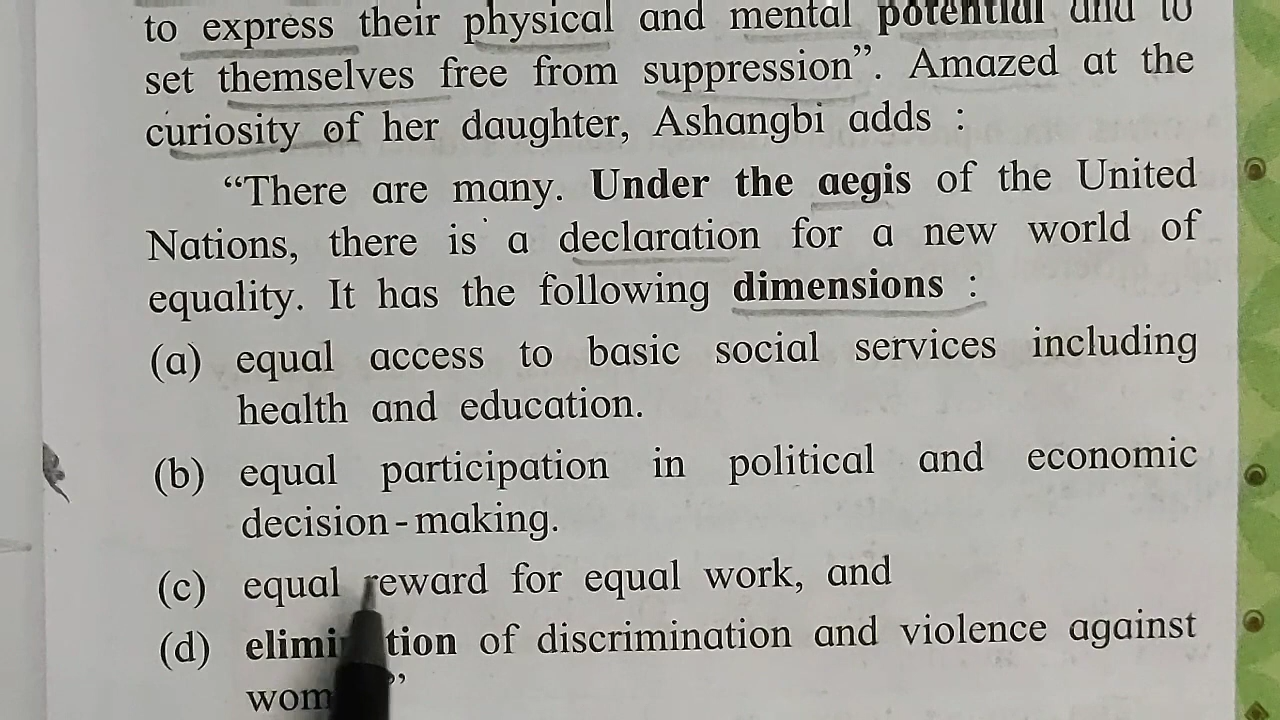 to express their physical and mental potential and to
set themselves free from suppression”. Amazed at the
curiosity of her daughter, Ashangbi adds :
“There are many. Under the aegis of the United
Nations, there is a declaration for a new world of
equality. It has the following dimensions :
(a) equal access to basic social services including
health and education.
(b) equal participation in political and economic
decision-making.
(c) equal reward for equal work, and
(d) elimination of discrimination and violence against
women”